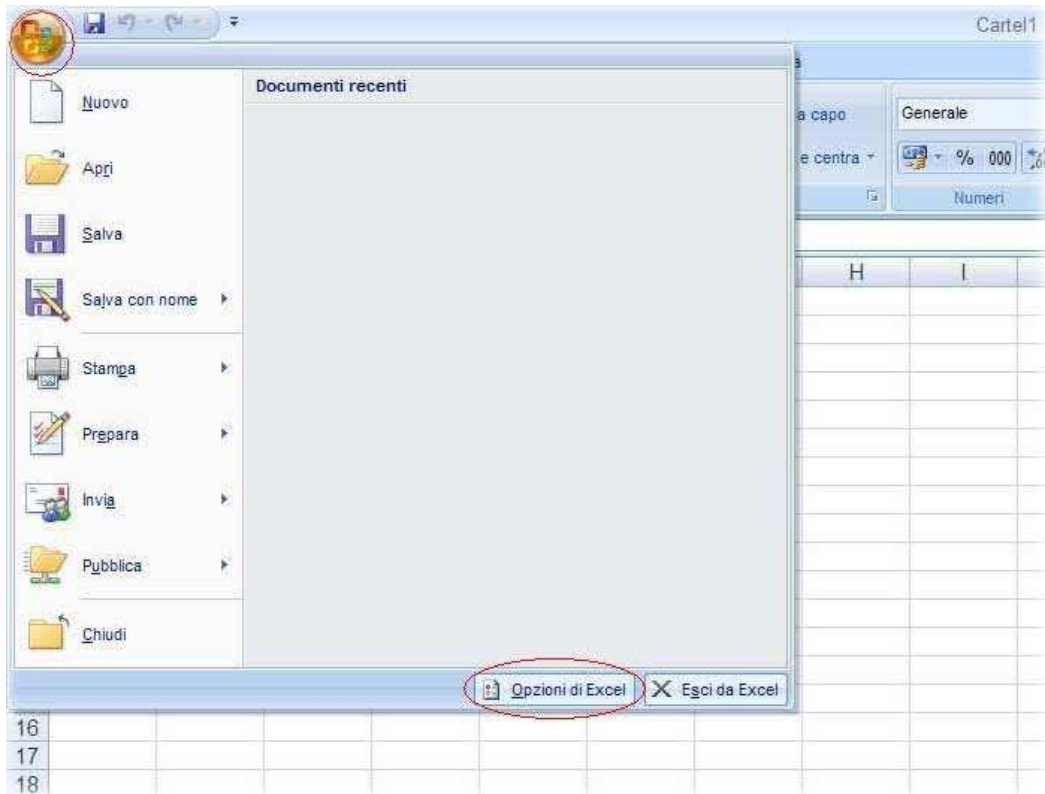 Cartel1
Nuovo
Documenti recenti
Apri
Salva
Salva con nome
Stampa
Prepara
Invia
Pubblica
Chiudi
Opzioni di Excel
Esci da Excel
a capo
e centra
Generale
% 000
Numeri
H I
16
17
18